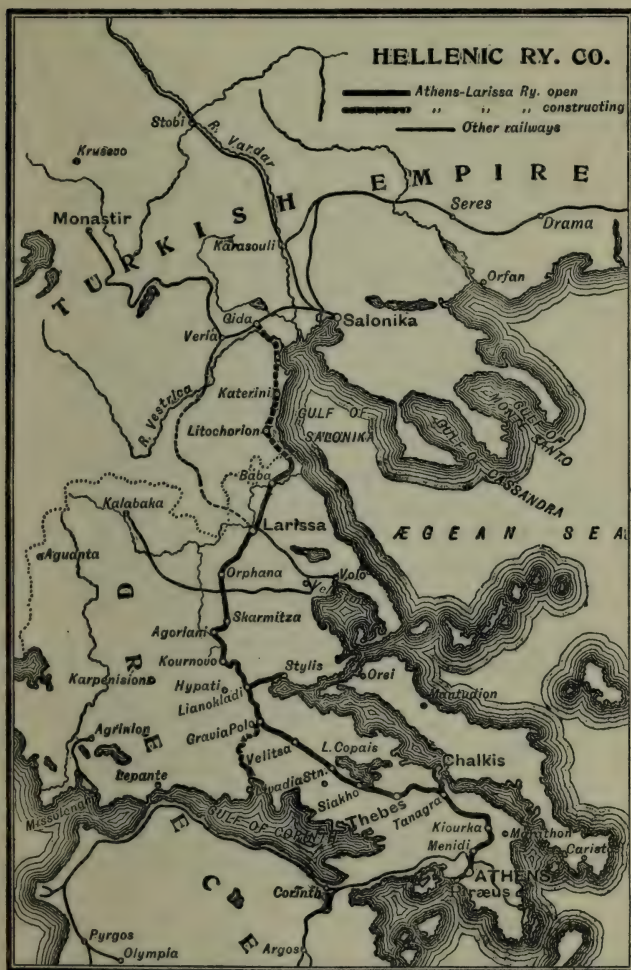 HELLENIC RY. CO.
Athens-Larissa Ry. open
„ „ „ constructing
Other railways
Stobi
R. Vardar
Kruševo
TURKISH EMPIRE
Monastir
Seres
Drama
Karasouli
Orfan
Gida
Salonika
Veria
R. Vestrica
Katerini
GULF OF
SALONIKA
GULF OF
MONTE SANTO
GULF OF CASSANDRA
Litochorion
Baba
Kalabaka
Larissa
ÆGEAN SEA
Aguanta
Orphana
Volo
Skarmitza
Agoriani
Kournovo
Stylis
Orei
Karpenision
Hypati
Lianokladi
Mantudion
Gravia
Polo
Agrinion
Velitsa
L. Copais
Chalkis
Lepante
Livadia Stn.
Missolonghi
Siakho
Thebes
Tanagra
GULF OF CORINTH
Kiourka
Marathon
Menidi
Carist
ATHENS
Piræus
Corinth
GREECE
Pyrgos
Olympia
Argos